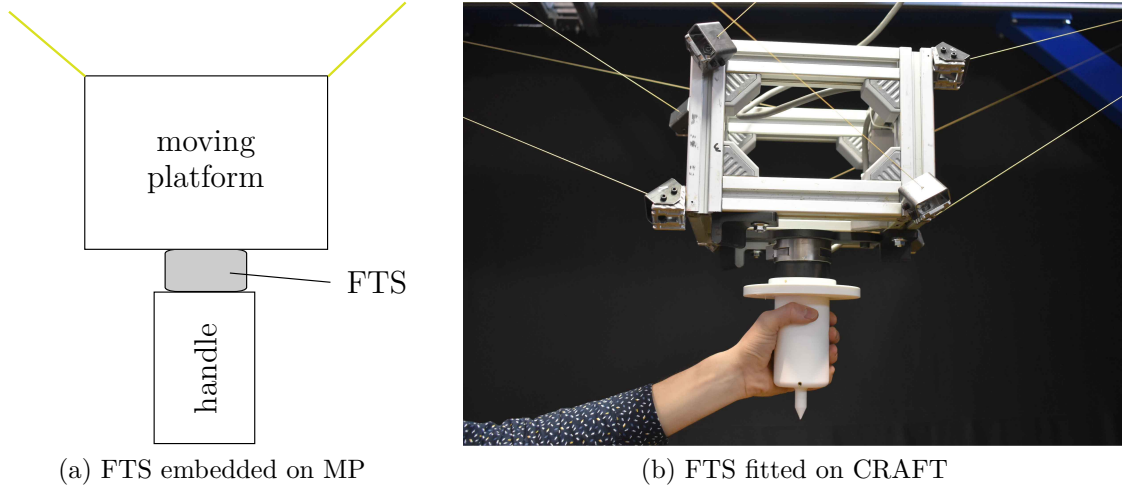 moving
platform
FTS
handle
(a) FTS embedded on MP
(b) FTS fitted on CRAFT